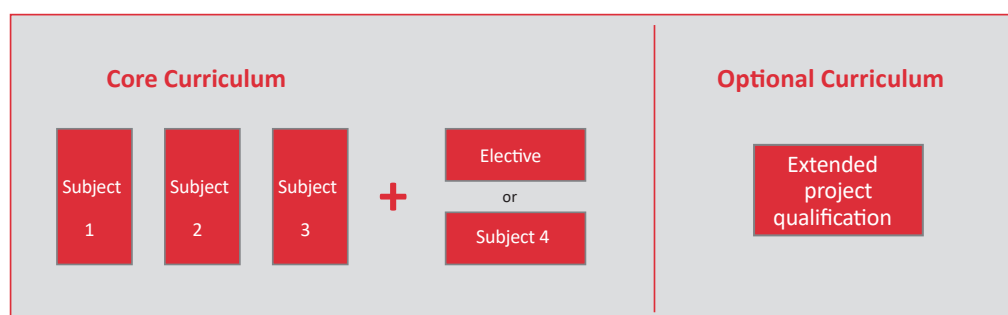 Core Curriculum
Subject
1
Subject
2
Subject
3
+
Elective
or
Subject 4
Optional Curriculum
Extended
project
qualification